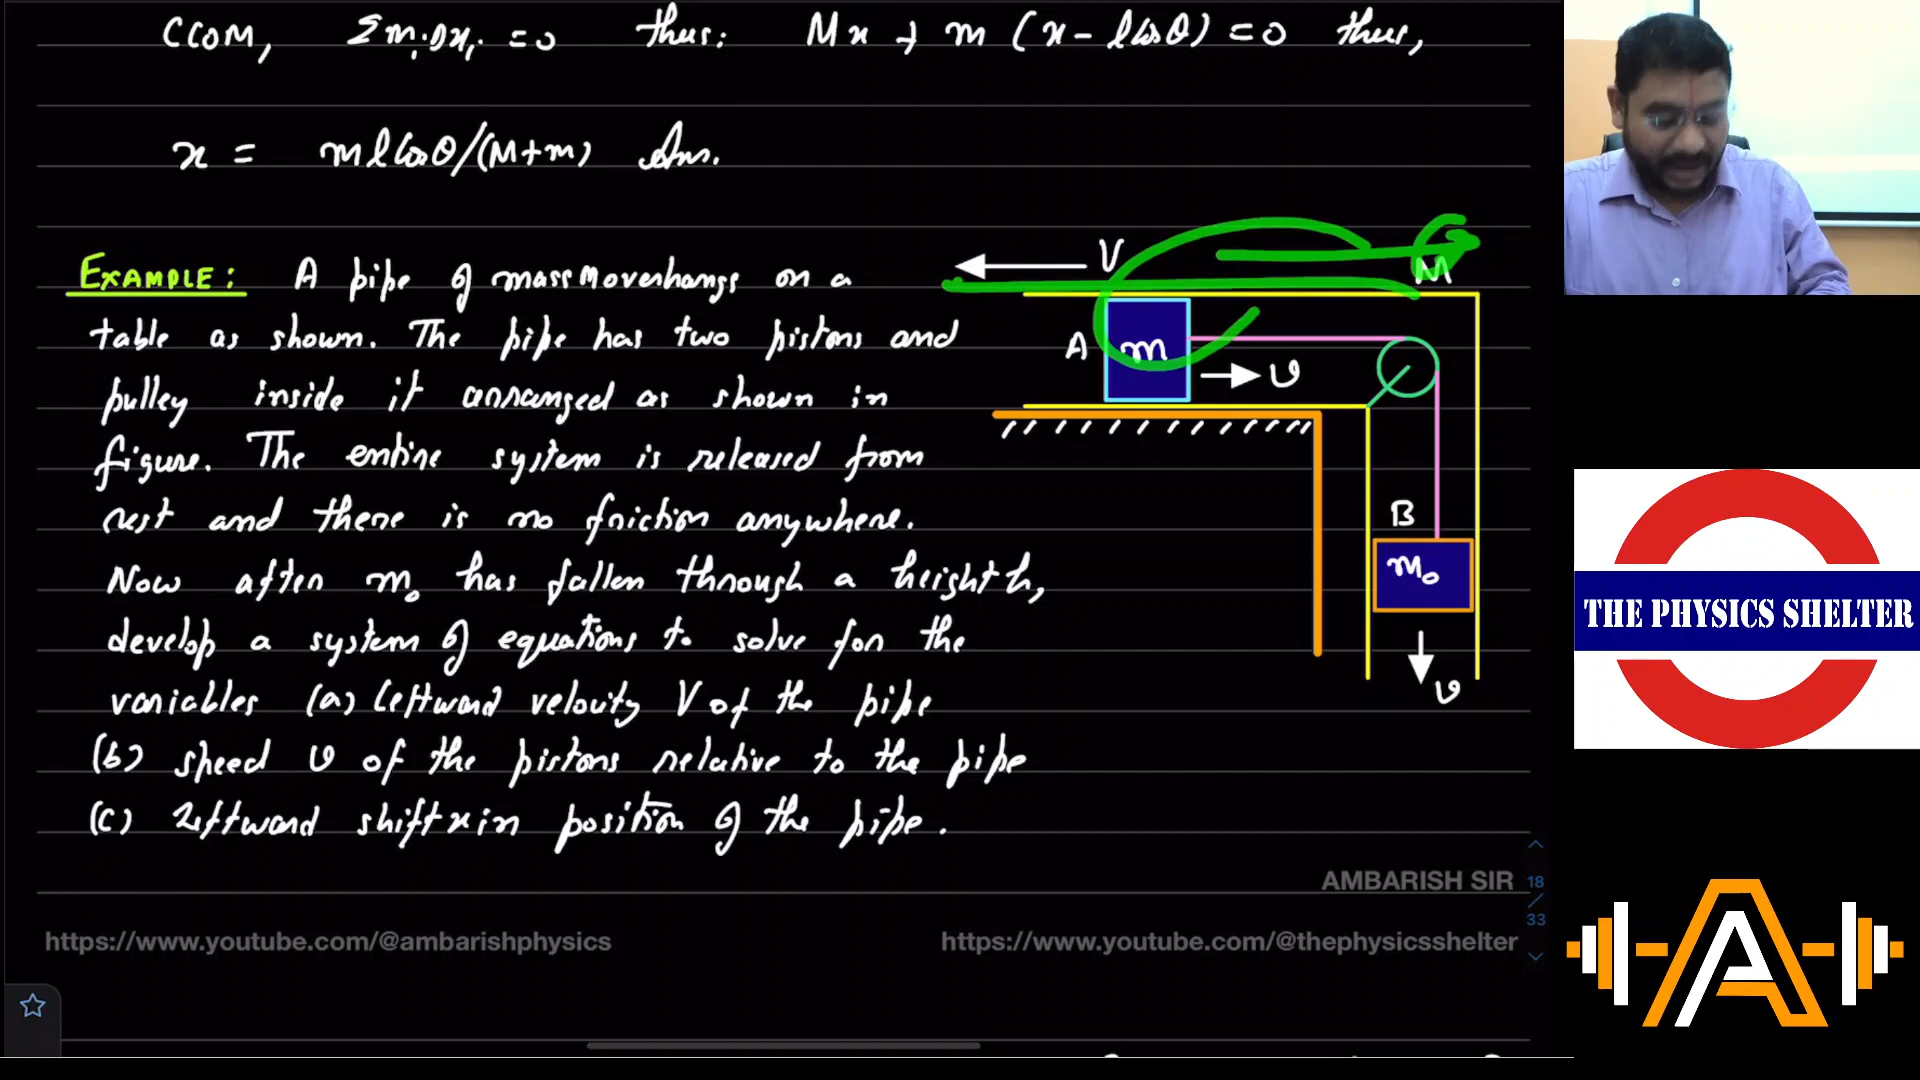 CCOM, Σmᵢ.Δxᵢ. = 0 thus: Mx + m (x - lcosθ) = 0 thus,
x = mlcosθ/(M+m) Ans.
EXAMPLE: A pipe of mass M overhangs on a
table as shown. The pipe has two pistons and
pulley inside it arranged as shown in
figure. The entire system is released from
rest and there is no friction anywhere.
Now after m₀ has fallen through a height h,
develop a system of equations to solve for the
variables (a) Leftward velocity V of the pipe
(b) speed v of the pistons relative to the pipe
(c) Leftward shift x in position of the pipe.
V
M
A
m
v
B
m₀
v
AMBARISH SIR
18
/
33
https://www.youtube.com/@ambarishphysics
https://www.youtube.com/@thephysicsshelter
THE PHYSICS SHELTER
A